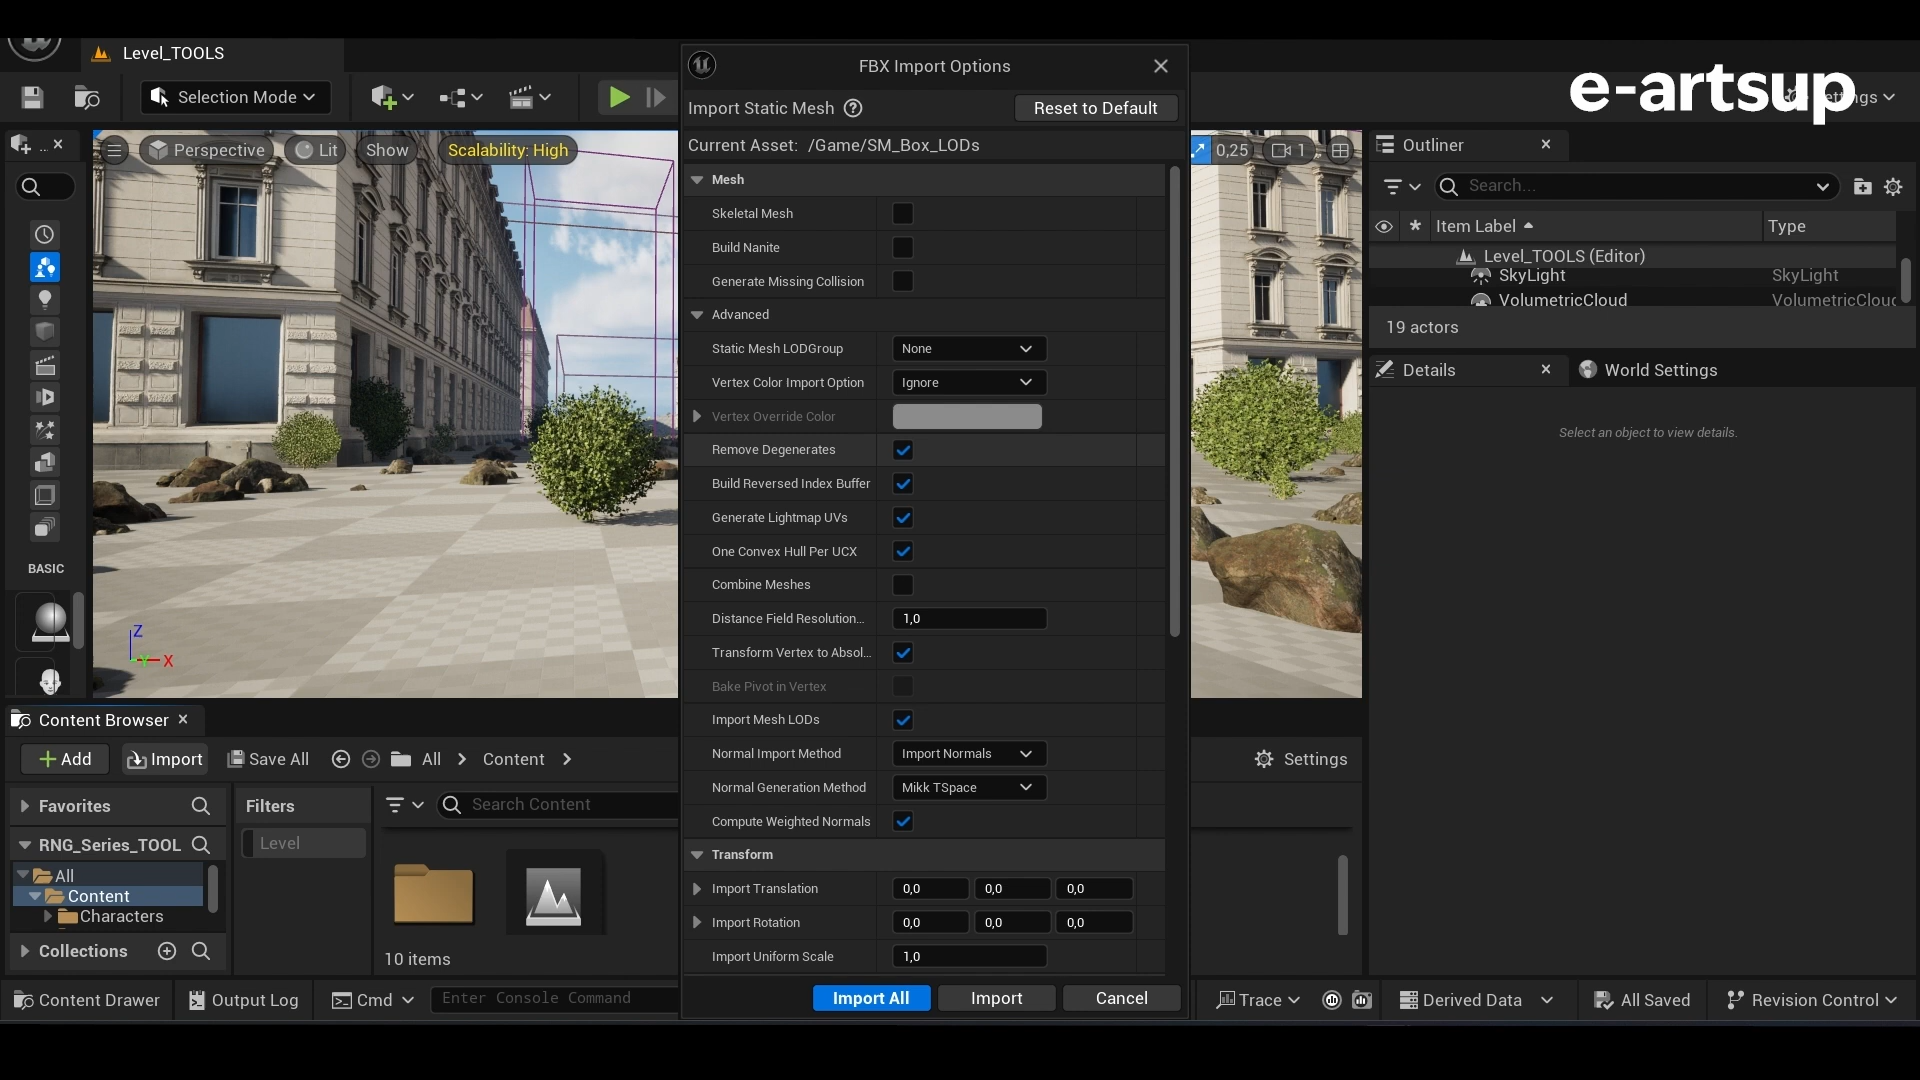 Level_TOOLS
FBX Import Options
e-artsup
Selection Mode
Import Static Mesh
Reset to Default
Current Asset: /Game/SM_Box_LODs
Perspective
Lit
Show
Scalability: High
0,25
1
Outliner
Search...
Item Label
Type
Level_TOOLS (Editor)
SkyLight
SkyLight
VolumetricCloud
VolumetricClouc
19 actors
Details
World Settings
Select an object to view details.
Mesh
Skeletal Mesh
Build Nanite
Generate Missing Collision
Advanced
Static Mesh LODGroup
None
Vertex Color Import Option
Ignore
Vertex Override Color
Remove Degenerates
Build Reversed Index Buffer
Generate Lightmap UVs
One Convex Hull Per UCX
Combine Meshes
Distance Field Resolution...
1,0
Transform Vertex to Absol...
Bake Pivot in Vertex
Import Mesh LODs
Normal Import Method
Import Normals
Normal Generation Method
Mikk TSpace
Compute Weighted Normals
Transform
Import Translation
0,0 0,0 0,0
Import Rotation
0,0 0,0 0,0
Import Uniform Scale
1,0
Import All
Import
Cancel
...
BASIC
Z
Y
X
Content Browser
Add
Import
Save All
All
Content
Settings
Favorites
Filters
Search Content
RNG_Series_TOOL
Level
All
Content
Characters
Collections
10 items
Content Drawer
Output Log
Cmd
Enter Console Command
Trace
Derived Data
All Saved
Revision Control